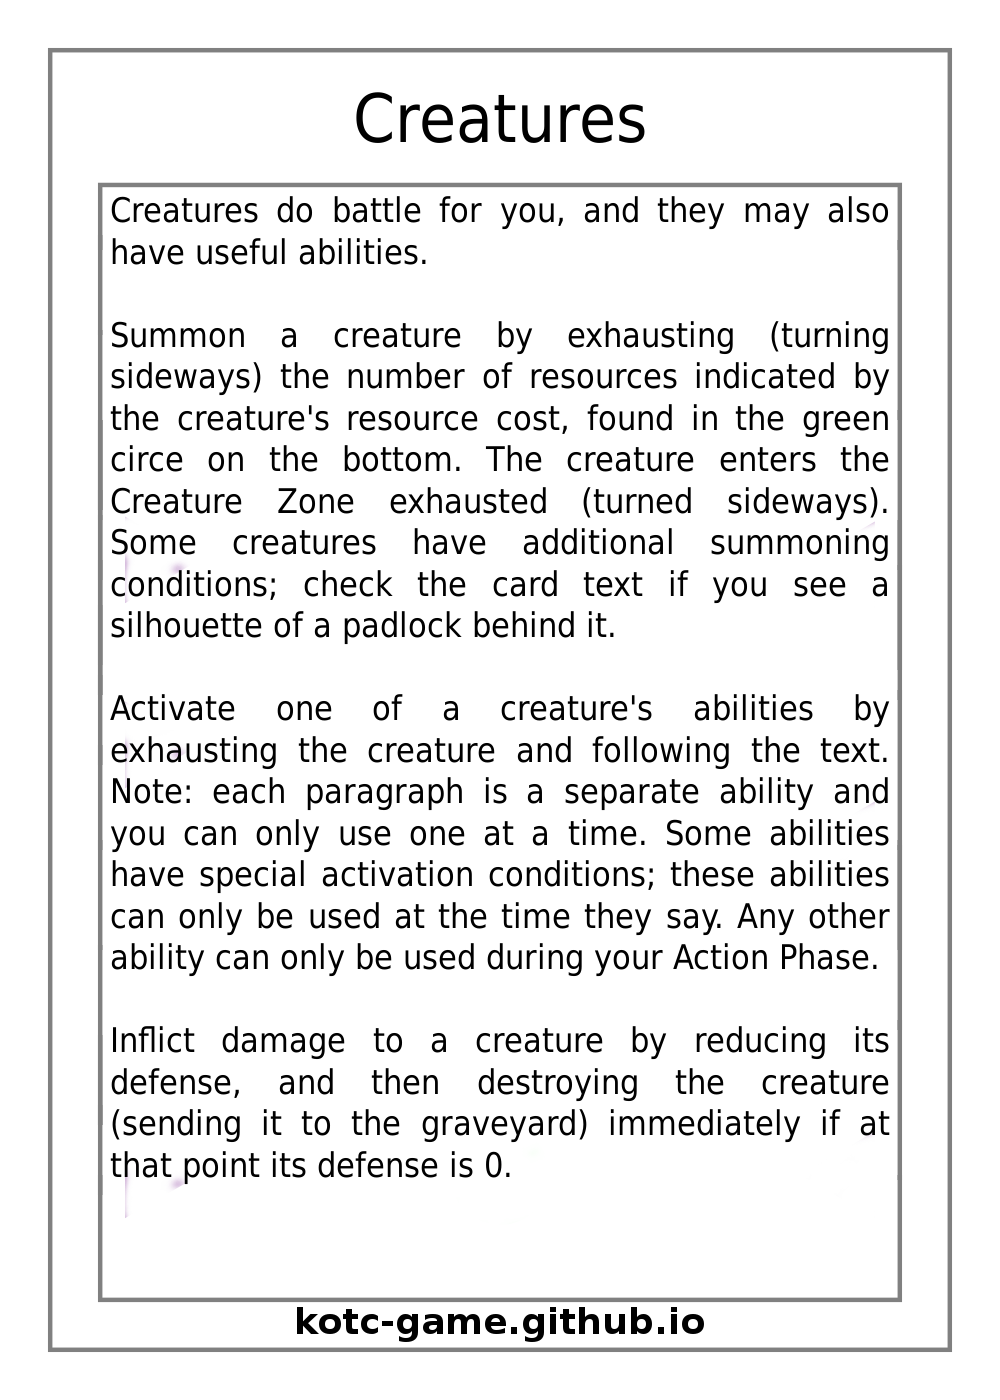 Creatures
Creatures do battle for you, and they may also
have useful abilities.
Summon a creature by exhausting (turning
sideways) the number of resources indicated by
the creature's resource cost, found in the green
circe on the bottom. The creature enters the
Creature Zone exhausted (turned sideways).
Some creatures have additional summoning
conditions; check the card text if you see a
silhouette of a padlock behind it.
Activate one of a creature's abilities by
exhausting the creature and following the text.
Note: each paragraph is a separate ability and
you can only use one at a time. Some abilities
have special activation conditions; these abilities
can only be used at the time they say. Any other
ability can only be used during your Action Phase.
Inflict damage to a creature by reducing its
defense, and then destroying the creature
(sending it to the graveyard) immediately if at
that point its defense is 0.
kotc-game.github.io